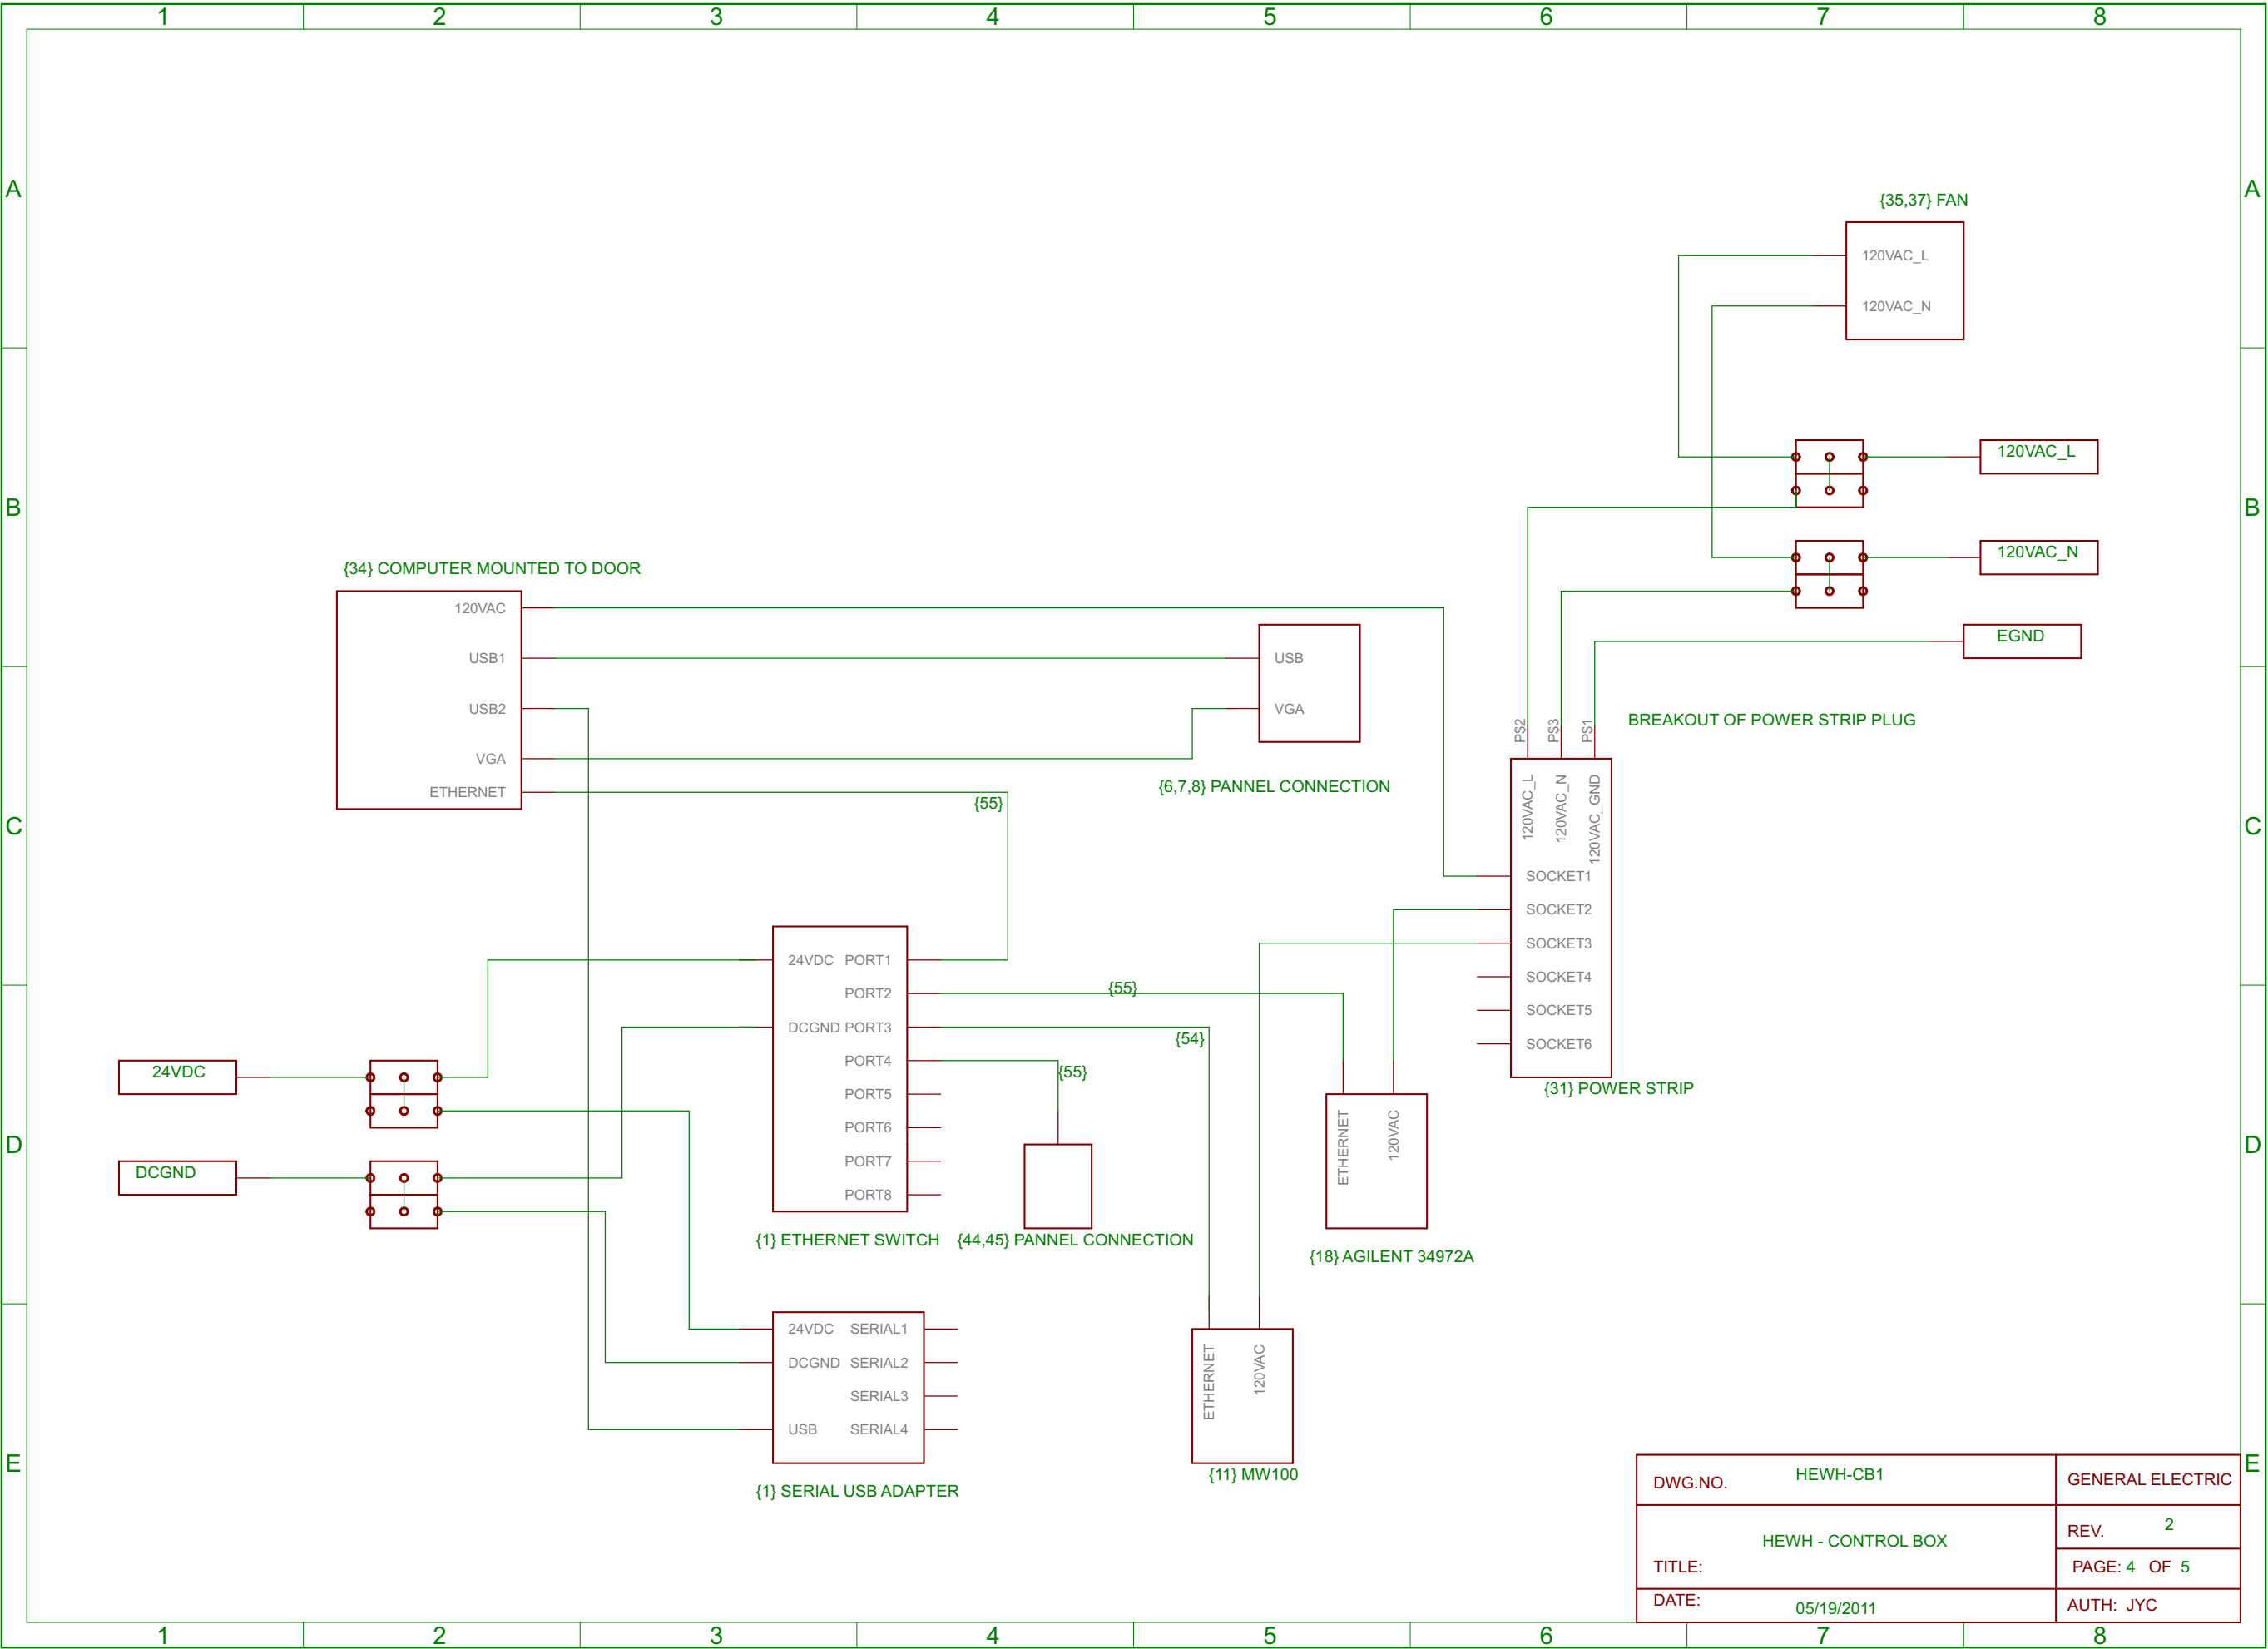 1 2 3 4 5 6 7 8
A A
{35,37} FAN
120VAC_L
120VAC_N
120VAC_L
B B
120VAC_N
{34} COMPUTER MOUNTED TO DOOR
120VAC
EGND
USB1 USB
USB2 VGA
BREAKOUT OF POWER STRIP PLUG
P$2 P$3 P$1
VGA
ETHERNET
{6,7,8} PANNEL CONNECTION
{55}
120VAC_L 120VAC_N 120VAC_GND
C C
SOCKET1
SOCKET2
SOCKET3
SOCKET4
SOCKET5
SOCKET6
{31} POWER STRIP
24VDC PORT1
PORT2
{55}
DCGND PORT3
{54}
PORT4
{55}
PORT5
PORT6
PORT7
PORT8
24VDC
D D
DCGND
ETHERNET 120VAC
{1} ETHERNET SWITCH {44,45} PANNEL CONNECTION
{18} AGILENT 34972A
24VDC SERIAL1
DCGND SERIAL2
SERIAL3
USB SERIAL4
ETHERNET 120VAC
E E
{11} MW100
{1} SERIAL USB ADAPTER
DWG.NO. HEWH-CB1 GENERAL ELECTRIC
REV. 2
HEWH - CONTROL BOX
TITLE: PAGE: 4 OF 5
DATE: 05/19/2011 AUTH: JYC
1 2 3 4 5 6 7 8